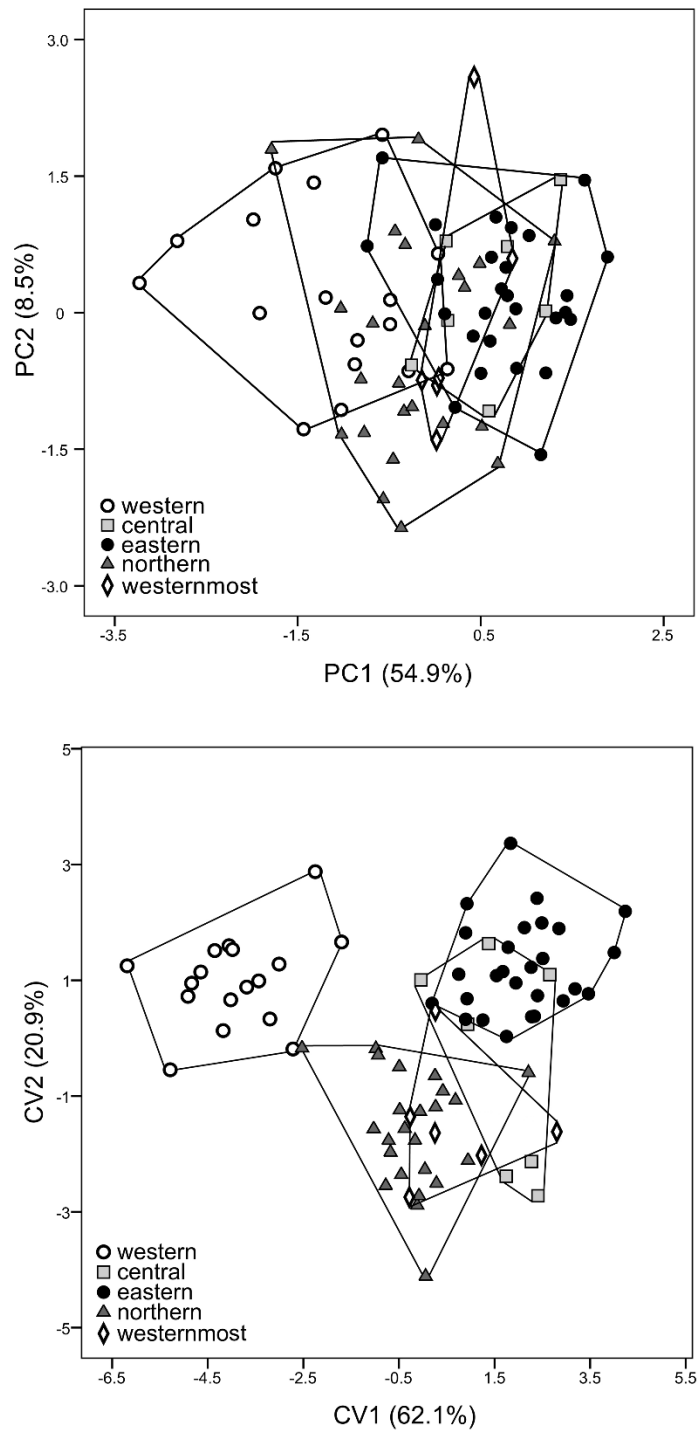 3.0
1.5
0
-1.5
-3.0
PC2 (8.5%)
western
central
eastern
northern
westernmost
-3.5 -1.5 0.5 2.5
PC1 (54.9%)
5
3
1
-1
-3
-5
CV2 (20.9%)
western
central
eastern
northern
westernmost
-6.5 -4.5 -2.5 -0.5 1.5 3.5 5.5
CV1 (62.1%)